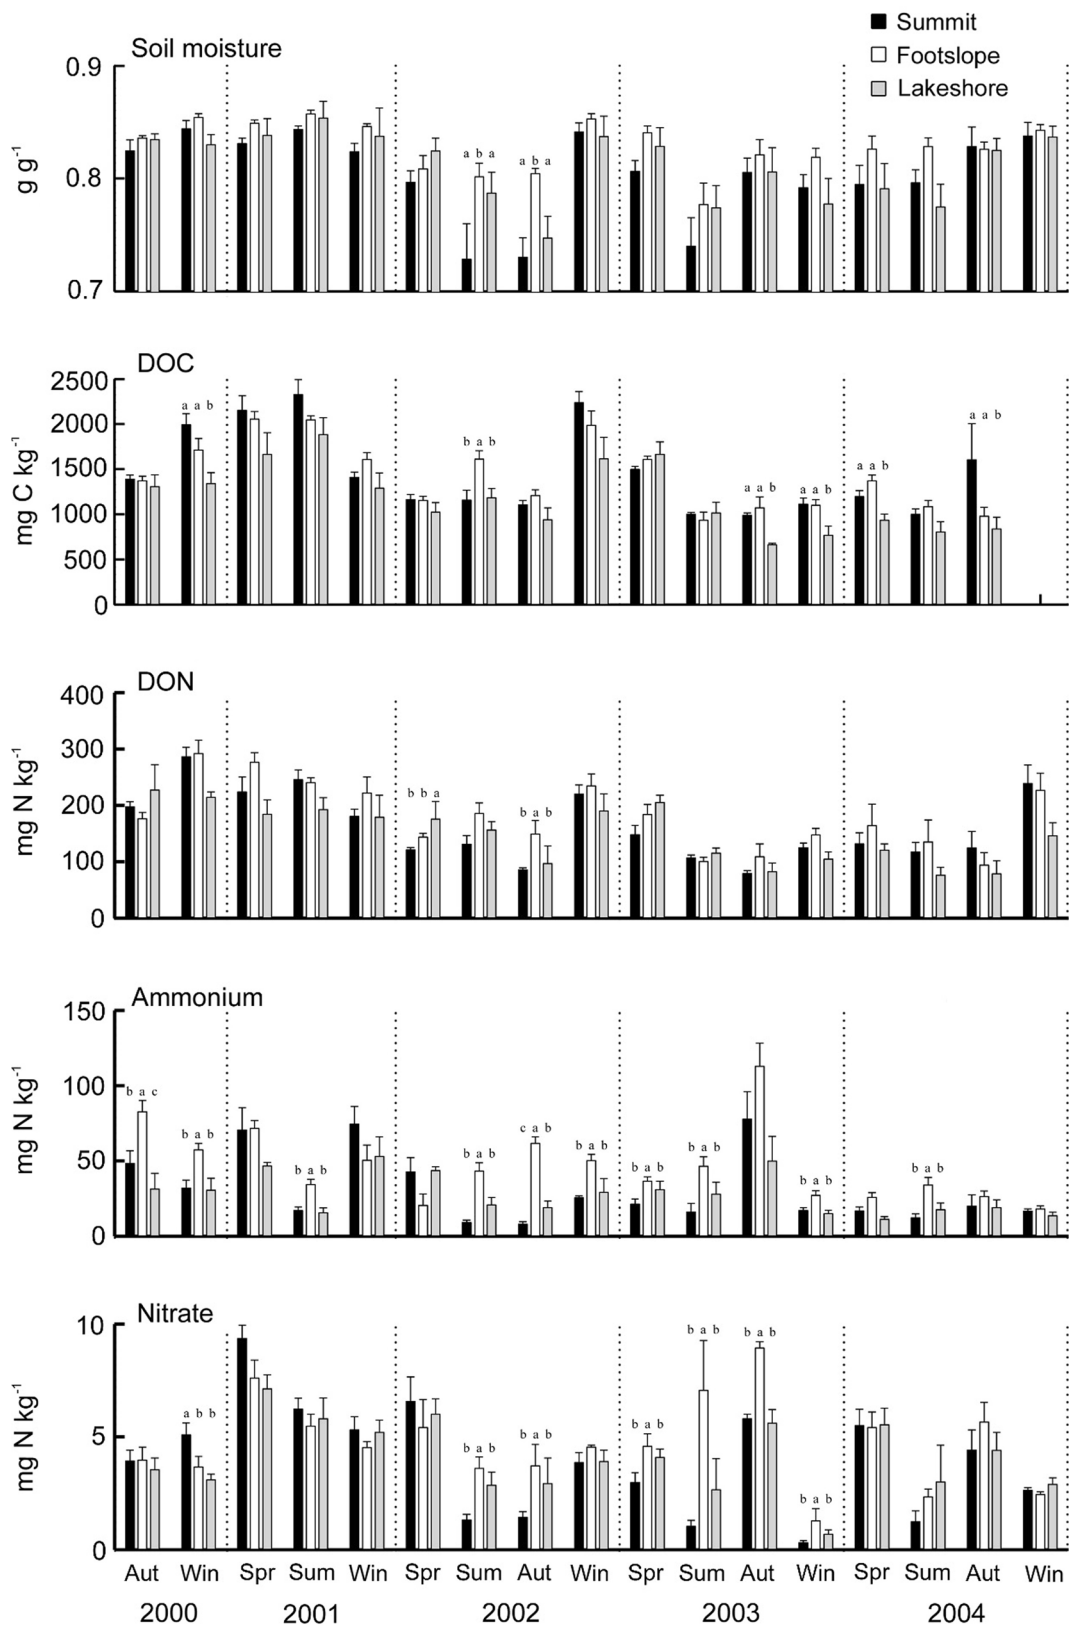 Summit
Footslope
Lakeshore
Soil moisture
0.9
0.8
0.7
g g-1
a b a
a b a
DOC
2500
2000
1500
1000
500
0
mg C kg-1
a a b
b a b
a a b
a a b
a a b
a a b
DON
400
300
200
100
0
mg N kg-1
b b a
b a b
Ammonium
150
100
50
0
mg N kg-1
b a c
b a b
b a b
b a b
c a b
b a b
b a b
b a b
b a b
b a b
Nitrate
10
5
0
mg N kg-1
a b b
b a b
b a b
b a b
b a b
b a b
b a b
Aut Win Spr Sum Win Spr Sum Aut Win Spr Sum Aut Win Spr Sum Aut Win
2000 2001 2002 2003 2004